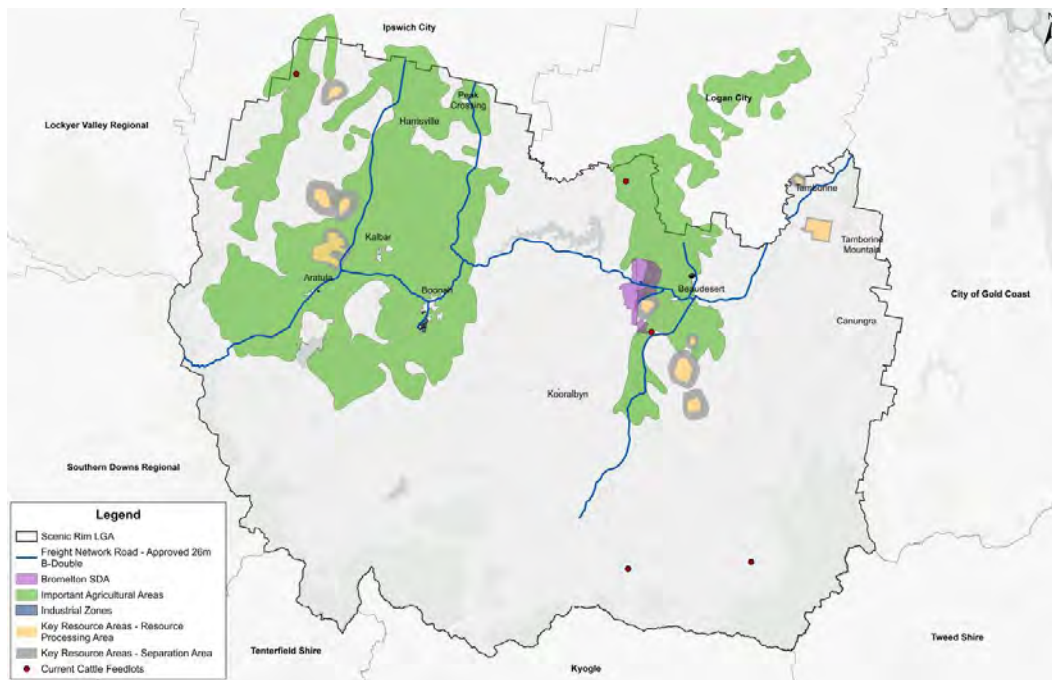 Ipswich City
N
Peak
Crossing
Logan City
Lockyer Valley Regional
Harrisville
Tamborine
Kalbar
Tamborine
Mountain
Aratula
Boonah
Beaudesert
City of Gold Coast
Canungra
Kooralbyn
Southern Downs Regional
Legend
Scenic Rim LGA
Freight Network Road - Approved 26m
B-Double
Bromelton SDA
Important Agricultural Areas
Industrial Zones
Key Resource Areas - Resource
Processing Area
Key Resource Areas - Separation Area
Current Cattle Feedlots
Tenterfield Shire
Kyogle
Tweed Shire